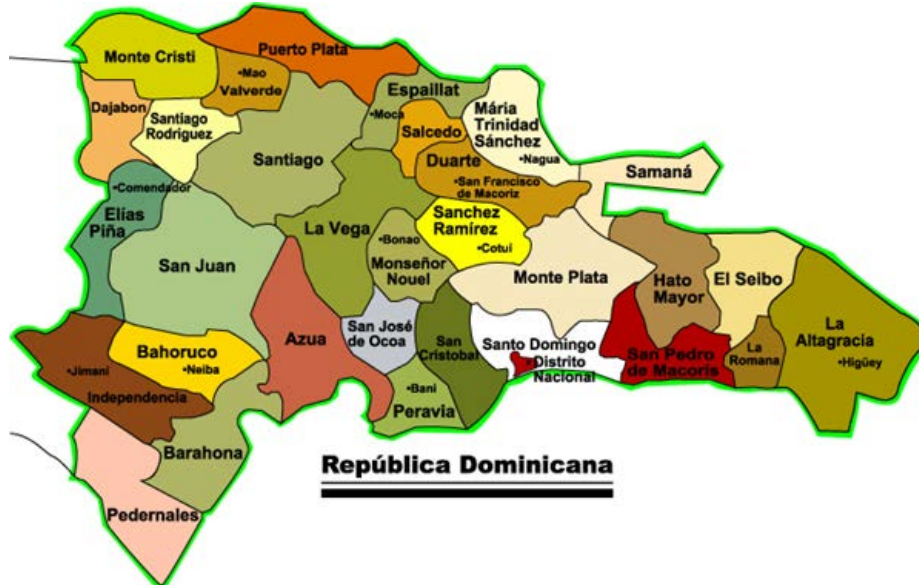 Puerto Plata
Monte Cristi
•Mao
Valverde
Espaillat
Dajabon
Santiago
Rodriguez
•Moca
Salcedo
Mária
Trinidad
Sánchez
•Nagua
Santiago
Duarte
•San Francisco
de Macoriz
Samaná
•Comendador
Elías
Piña
La Vega
Sanchez
Ramírez
•Cotuí
•Bonao
Monseñor
Nouel
San Juan
Monte Plata
Hato
Mayor
El Seibo
La
Altagracia
•Higüey
Azua
San José
de Ocoa
San
Cristobal
Santo Domingo
•Distrito
Nacional
San Pedro
de Macorís
La
Romana
Bahoruco
•Neiba
•Jimani
Independencia
•Bani
Peravia
Barahona
Pedernales
República Dominicana